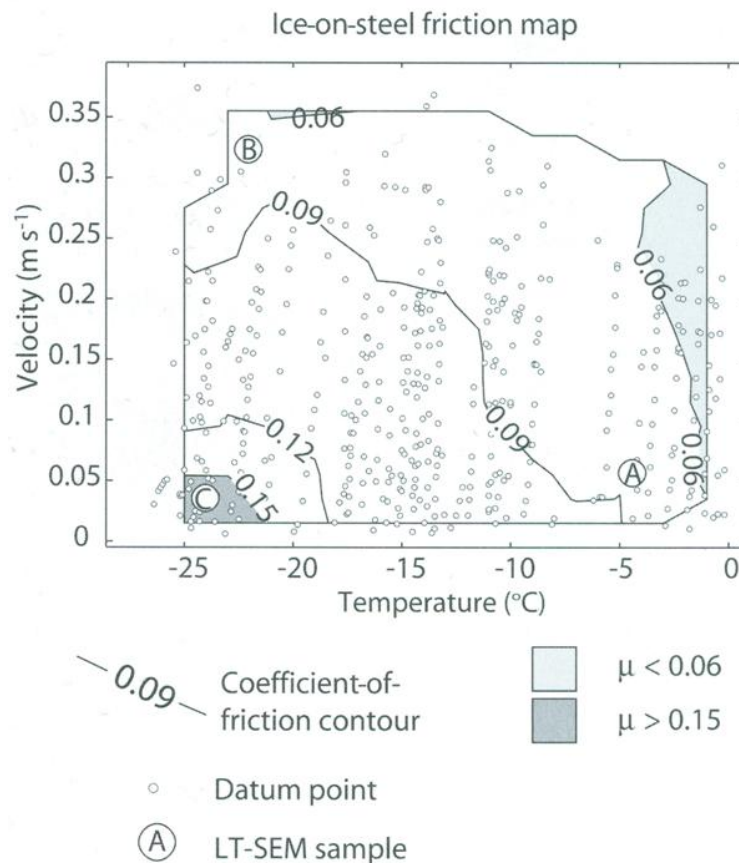 Ice-on-steel friction map
0.35
0.3
0.25
0.2
0.15
0.1
0.05
0
Velocity (m s⁻¹)
0.06
B
0.09
0.06
0.12
0.09
A
0.06
C
0.15
-25
-20
-15
-10
-5
0
Temperature (°C)
0.09
Coefficient-of-
friction contour
μ < 0.06
μ > 0.15
Datum point
A
LT-SEM sample